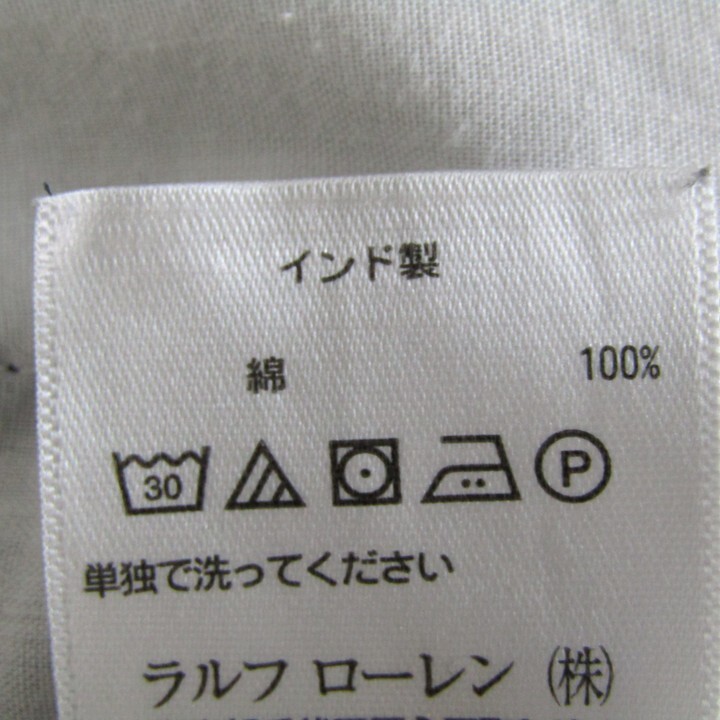 インド製
綿 100%
30 P
単独で洗ってください
ラルフ ローレン (株)